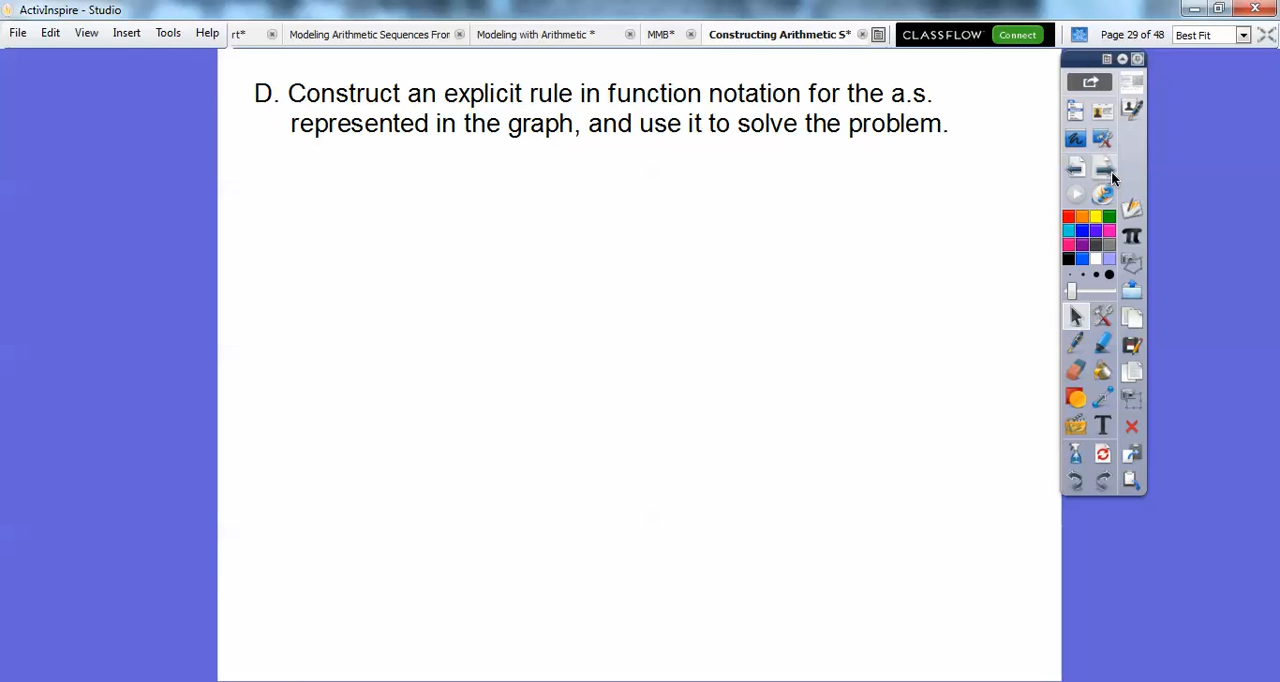 ActivInspire - Studio
File Edit View Insert Tools Help
rt* Modeling Arithmetic Sequences Fror Modeling with Arithmetic * MMB* Constructing Arithmetic S* CLASSFLOW Connect Page 29 of 48 Best Fit
D. Construct an explicit rule in function notation for the a.s.
represented in the graph, and use it to solve the problem.